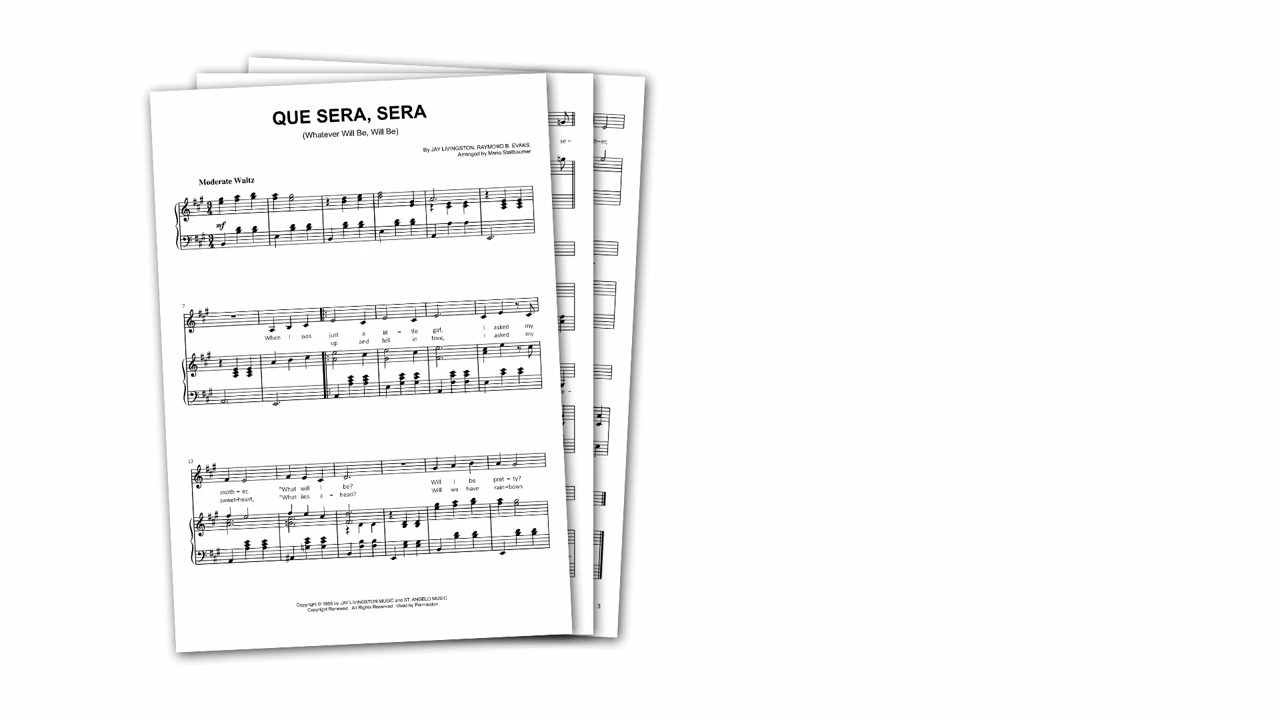 QUE SERA, SERA
(Whatever Will Be, Will Be)
By JAY LIVINGSTON, RAYMOND B. EVANS
Arranged by Mario Stallbaumer
Moderate Waltz
mf
7
When I was just a lit – tle girl, I asked my
up and fell in love, I asked my
13
moth – er, "What will I be? Will I be pret – ty?
sweet-heart, "What lies a – head? Will we have rain-bows
Copyright © 1955 by JAY LIVINGSTON MUSIC and ST. ANGELO MUSIC
Copyright Renewed All Rights Reserved Used by Permission
se –
3